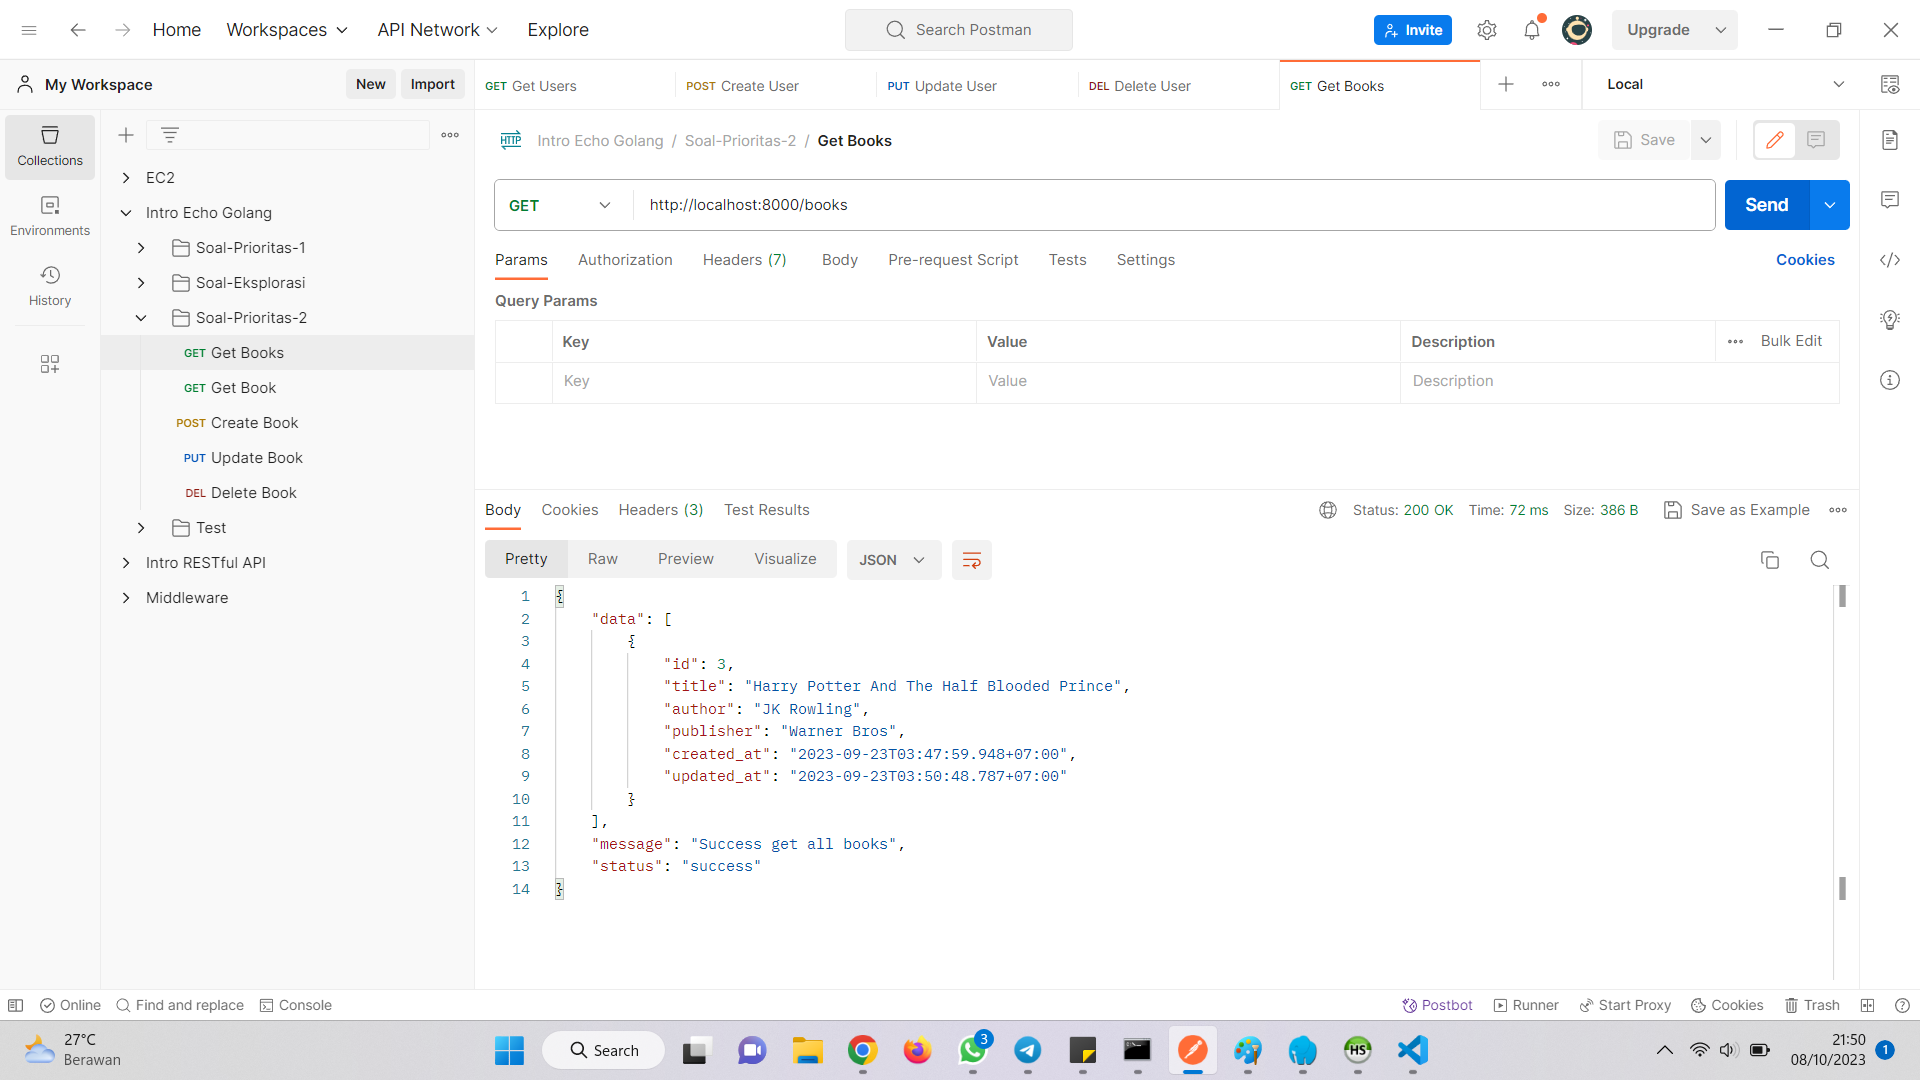 Home
Workspaces
API Network
Explore
Search Postman
Invite
Upgrade
My Workspace
New
Import
GET Get Users
POST Create User
PUT Update User
DEL Delete User
GET Get Books
Local
Collections
Environments
History
EC2
Intro Echo Golang
Soal-Prioritas-1
Soal-Eksplorasi
Soal-Prioritas-2
GET Get Books
GET Get Book
POST Create Book
PUT Update Book
DEL Delete Book
Test
Intro RESTful API
Middleware
HTTP Intro Echo Golang / Soal-Prioritas-2 / Get Books
Save
GET
http://localhost:8000/books
Send
Params
Authorization
Headers (7)
Body
Pre-request Script
Tests
Settings
Cookies
Query Params
Key
Value
Description
Bulk Edit
Key
Value
Description
Body
Cookies
Headers (3)
Test Results
Status: 200 OK
Time: 72 ms
Size: 386 B
Save as Example
Pretty
Raw
Preview
Visualize
JSON
1 {
2 "data": [
3 {
4 "id": 3,
5 "title": "Harry Potter And The Half Blooded Prince",
6 "author": "JK Rowling",
7 "publisher": "Warner Bros",
8 "created_at": "2023-09-23T03:47:59.948+07:00",
9 "updated_at": "2023-09-23T03:50:48.787+07:00"
10 }
11 ],
12 "message": "Success get all books",
13 "status": "success"
14 }
Online
Find and replace
Console
Postbot
Runner
Start Proxy
Cookies
Trash
27°C
Berawan
Search
3
HS
21:50
08/10/2023
1